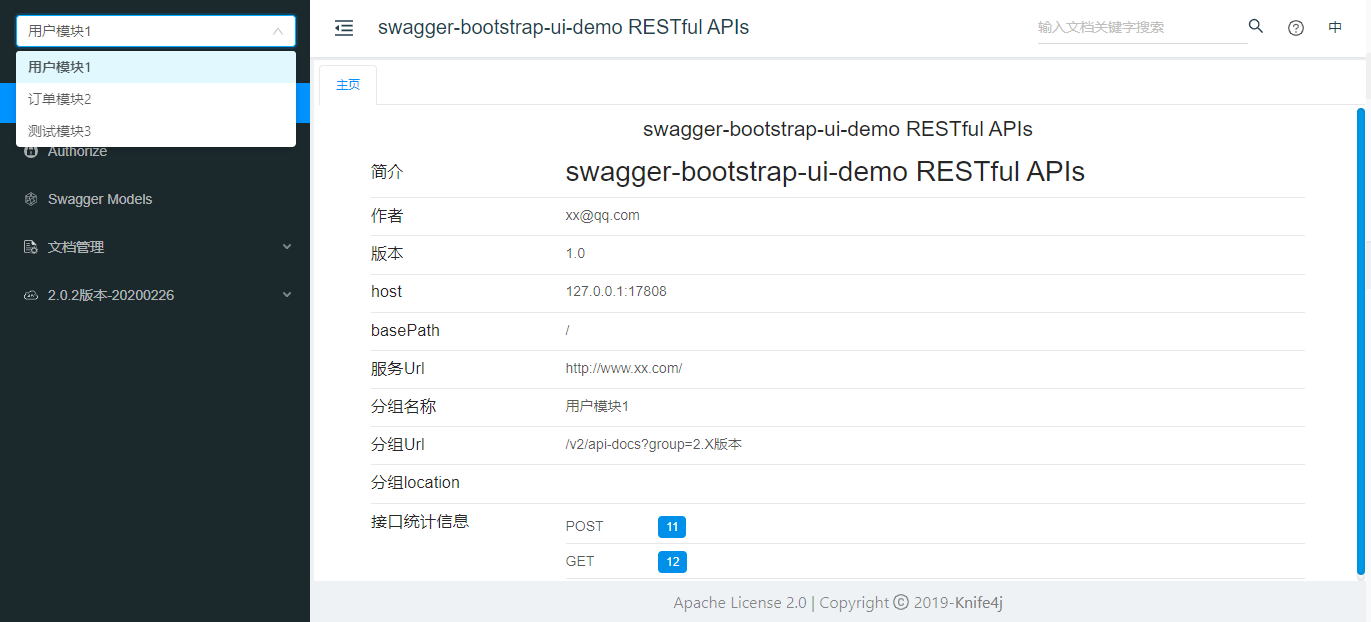 用户模块1
用户模块1
订单模块2
测试模块3
Authorize
Swagger Models
文档管理
2.0.2版本-20200226
swagger-bootstrap-ui-demo RESTful APIs
输入文档关键字搜索
中
主页
swagger-bootstrap-ui-demo RESTful APIs
简介 swagger-bootstrap-ui-demo RESTful APIs
作者 xx@qq.com
版本 1.0
host 127.0.0.1:17808
basePath /
服务Url http://www.xx.com/
分组名称 用户模块1
分组Url /v2/api-docs?group=2.X版本
分组location
接口统计信息 POST 11
GET 12
Apache License 2.0 | Copyright © 2019-Knife4j